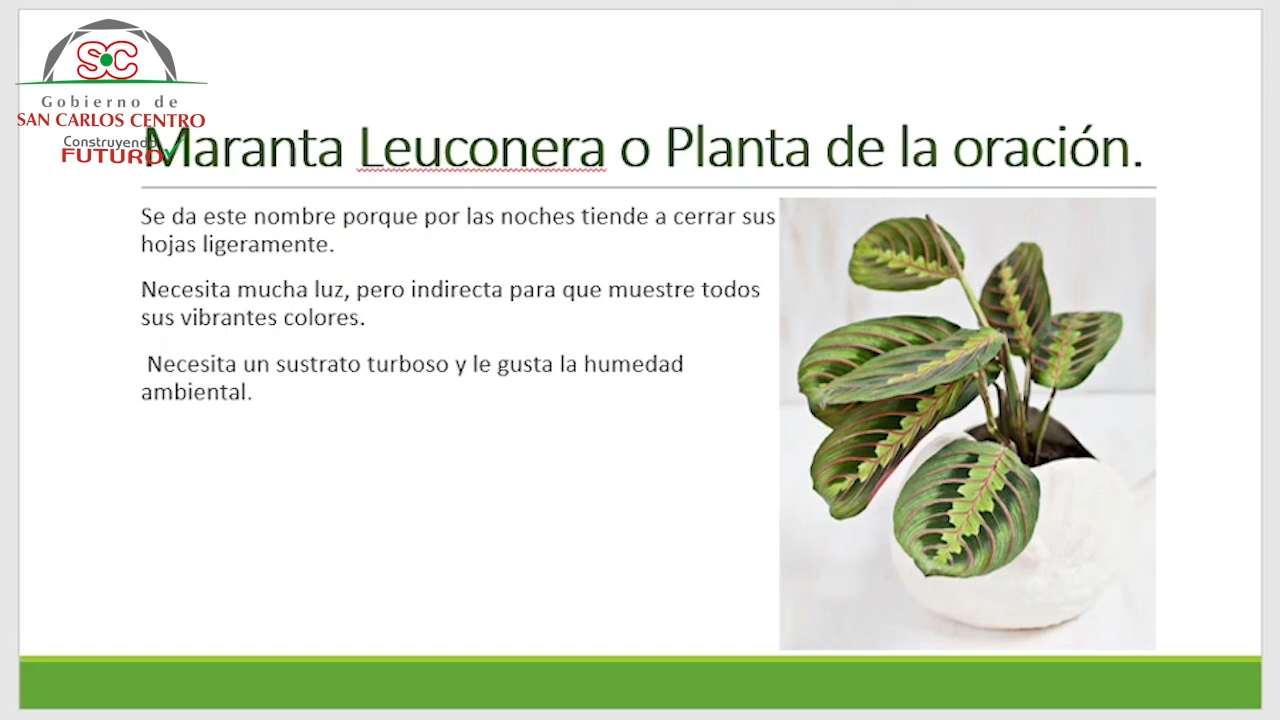 SC
Gobierno de
SAN CARLOS CENTRO
Construyendo
FUTURO
Maranta Leuconera o Planta de la oración.
Se da este nombre porque por las noches tiende a cerrar sus
hojas ligeramente.
Necesita mucha luz, pero indirecta para que muestre todos
sus vibrantes colores.
Necesita un sustrato turboso y le gusta la humedad
ambiental.